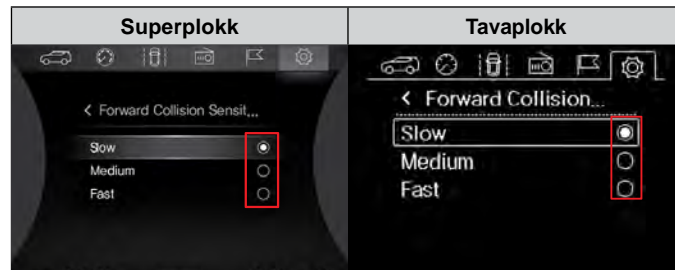 Superplokk
Tavaplokk
< Forward Collision Sensit...
Slow
Medium
Fast
< Forward Collision...
Slow
Medium
Fast